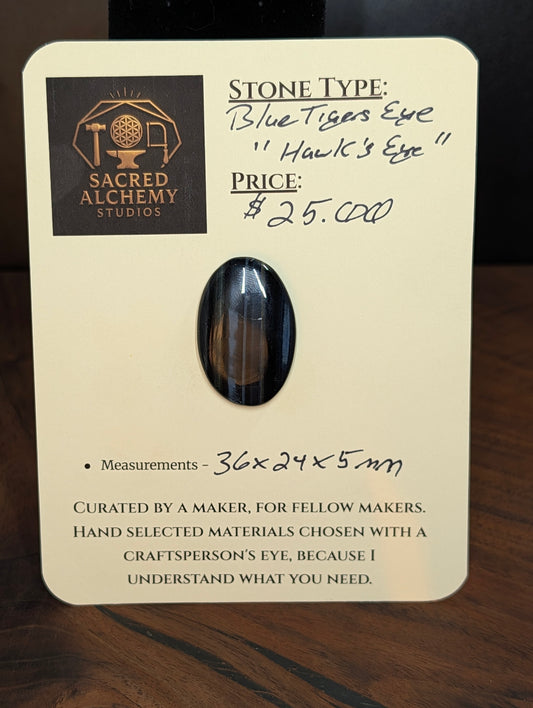 SACRED
ALCHEMY
STUDIOS
STONE TYPE:
Blue Tigers Eye
"Hawk's Eye"
PRICE:
$25.00
• Measurements - 36x24x5mm
CURATED BY A MAKER, FOR FELLOW MAKERS.
HAND SELECTED MATERIALS CHOSEN WITH A
CRAFTSPERSON'S EYE, BECAUSE I
UNDERSTAND WHAT YOU NEED.